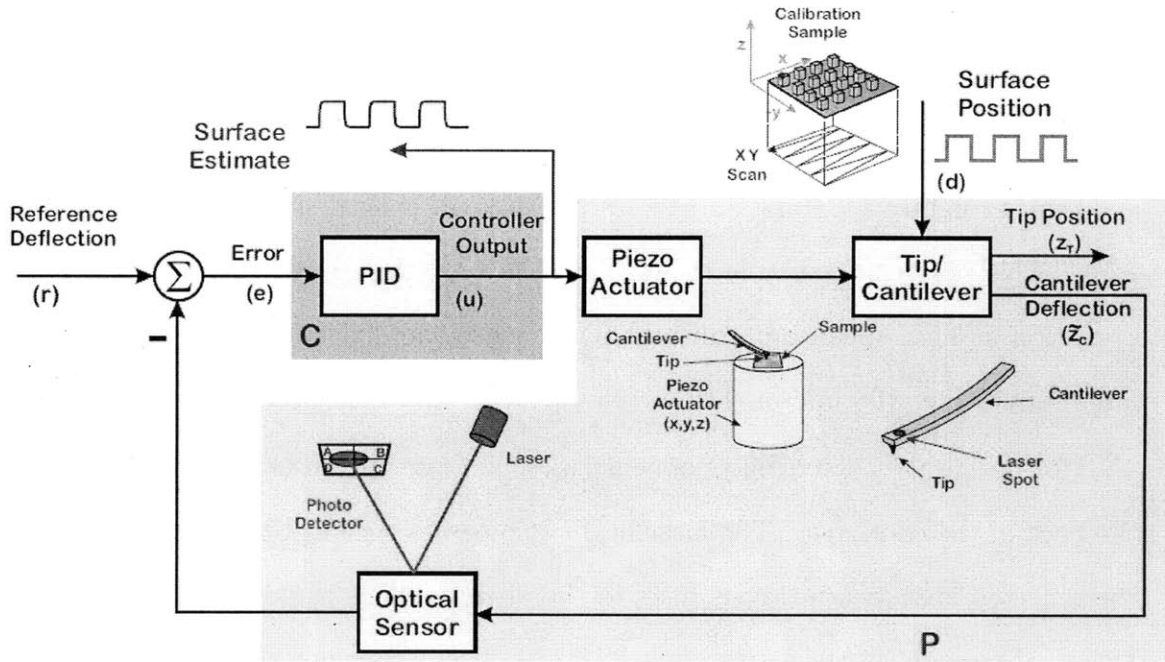 Calibration
Sample
z
x
y
X Y
Scan
Surface
Position
(d)
Surface
Estimate
Reference
Deflection
(r)
Σ
Error
(e)
PID
Controller
Output
(u)
C
Piezo
Actuator
Tip/
Cantilever
Tip Position
(z_T)
Cantilever
Deflection
(z̃_c)
-
Cantilever
Tip
Sample
Piezo
Actuator
(x,y,z)
Cantilever
Laser
Spot
Tip
A
B
D
C
Laser
Photo
Detector
Optical
Sensor
P